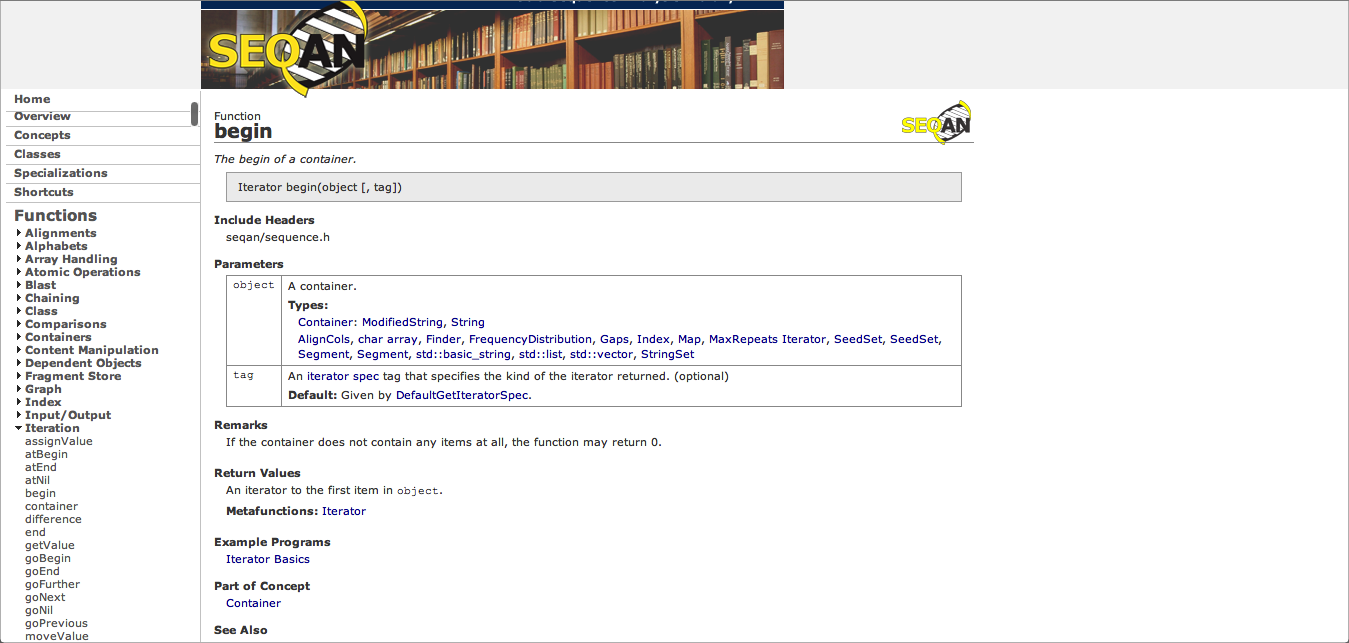 SEQAN
Home
Overview
Concepts
Classes
Specializations
Shortcuts
Functions
Alignments
Alphabets
Array Handling
Atomic Operations
Blast
Chaining
Class
Comparisons
Containers
Content Manipulation
Dependent Objects
Fragment Store
Graph
Index
Input/Output
Iteration
assignValue
atBegin
atEnd
atNil
begin
container
difference
end
getValue
goBegin
goEnd
goFurther
goNext
goNil
goPrevious
moveValue
Function
begin
SEQAN
The begin of a container.
Iterator begin(object [, tag])
Include Headers
seqan/sequence.h
Parameters
object
A container.
Types:
Container: ModifiedString, String
AlignCols, char array, Finder, FrequencyDistribution, Gaps, Index, Map, MaxRepeats Iterator, SeedSet, SeedSet,
Segment, Segment, std::basic_string, std::list, std::vector, StringSet
tag
An iterator spec tag that specifies the kind of the iterator returned. (optional)
Default: Given by DefaultGetIteratorSpec.
Remarks
If the container does not contain any items at all, the function may return 0.
Return Values
An iterator to the first item in object.
Metafunctions: Iterator
Example Programs
Iterator Basics
Part of Concept
Container
See Also